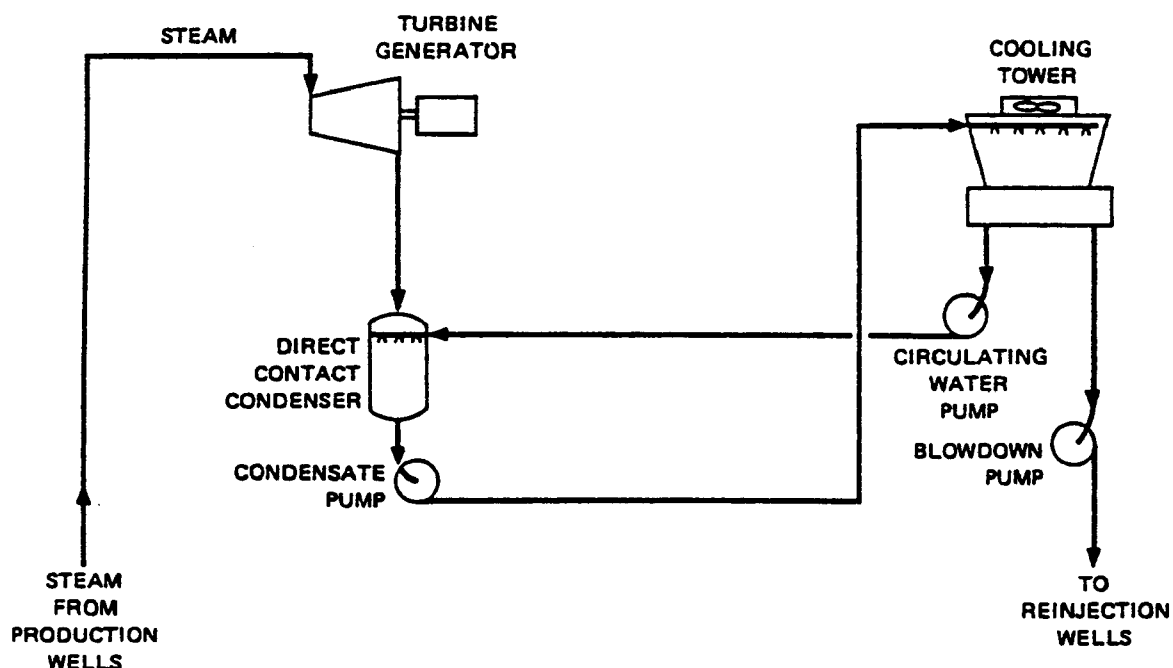 STEAM
TURBINE
GENERATOR
COOLING
TOWER
DIRECT
CONTACT
CONDENSER
CIRCULATING
WATER
PUMP
CONDENSATE
PUMP
BLOWDOWN
PUMP
STEAM
FROM
PRODUCTION
WELLS
TO
REINJECTION
WELLS